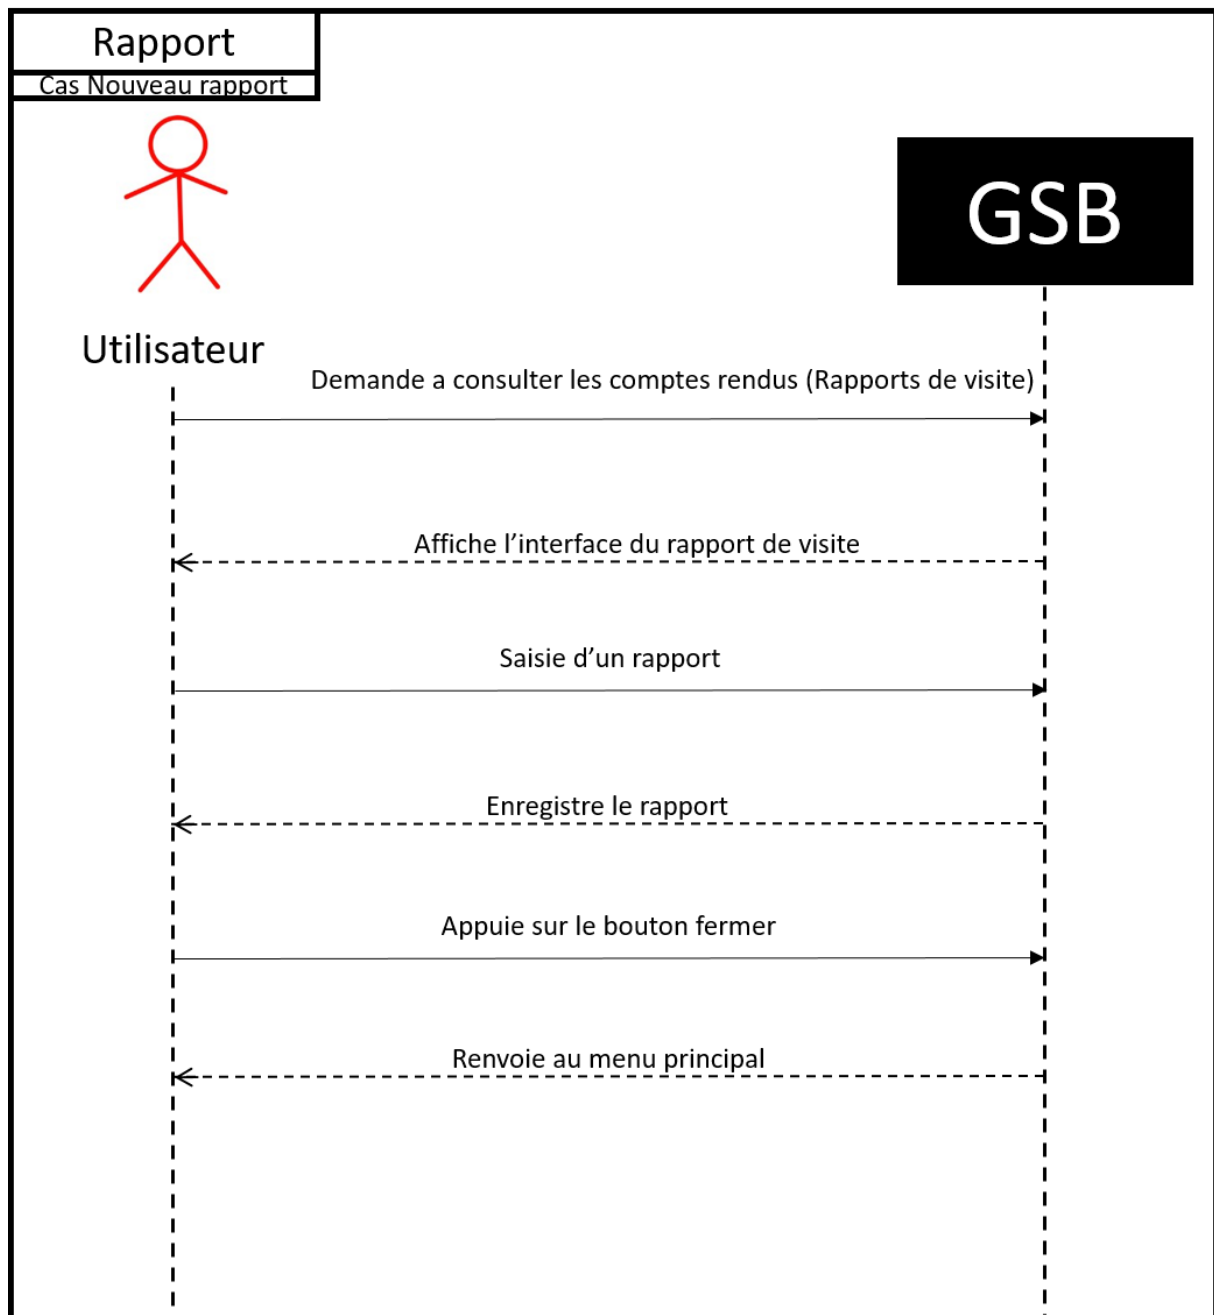 Rapport
Cas Nouveau rapport
GSB
Utilisateur
Demande a consulter les comptes rendus (Rapports de visite)
Affiche l’interface du rapport de visite
Saisie d’un rapport
Enregistre le rapport
Appuie sur le bouton fermer
Renvoie au menu principal